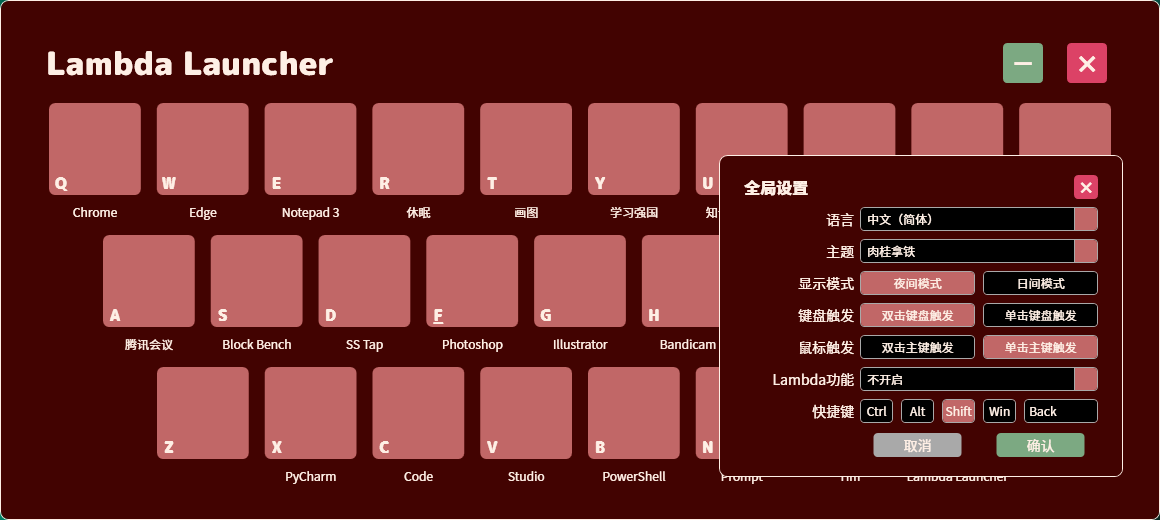 Lambda Launcher
Q W E R T Y U
Chrome Edge Notepad 3 休眠 画图 学习强国 知
A S D F G H
腾讯会议 Block Bench SS Tap Photoshop Illustrator Bandicam
Z X C V B N
PyCharm Code Studio PowerShell Prompt Tim Lambda Launcher
全局设置
语言 中文（简体）
主题 肉桂拿铁
显示模式 夜间模式 日间模式
键盘触发 双击键盘触发 单击键盘触发
鼠标触发 双击主键触发 单击主键触发
Lambda功能 不开启
快捷键 Ctrl Alt Shift Win Back
取消 确认